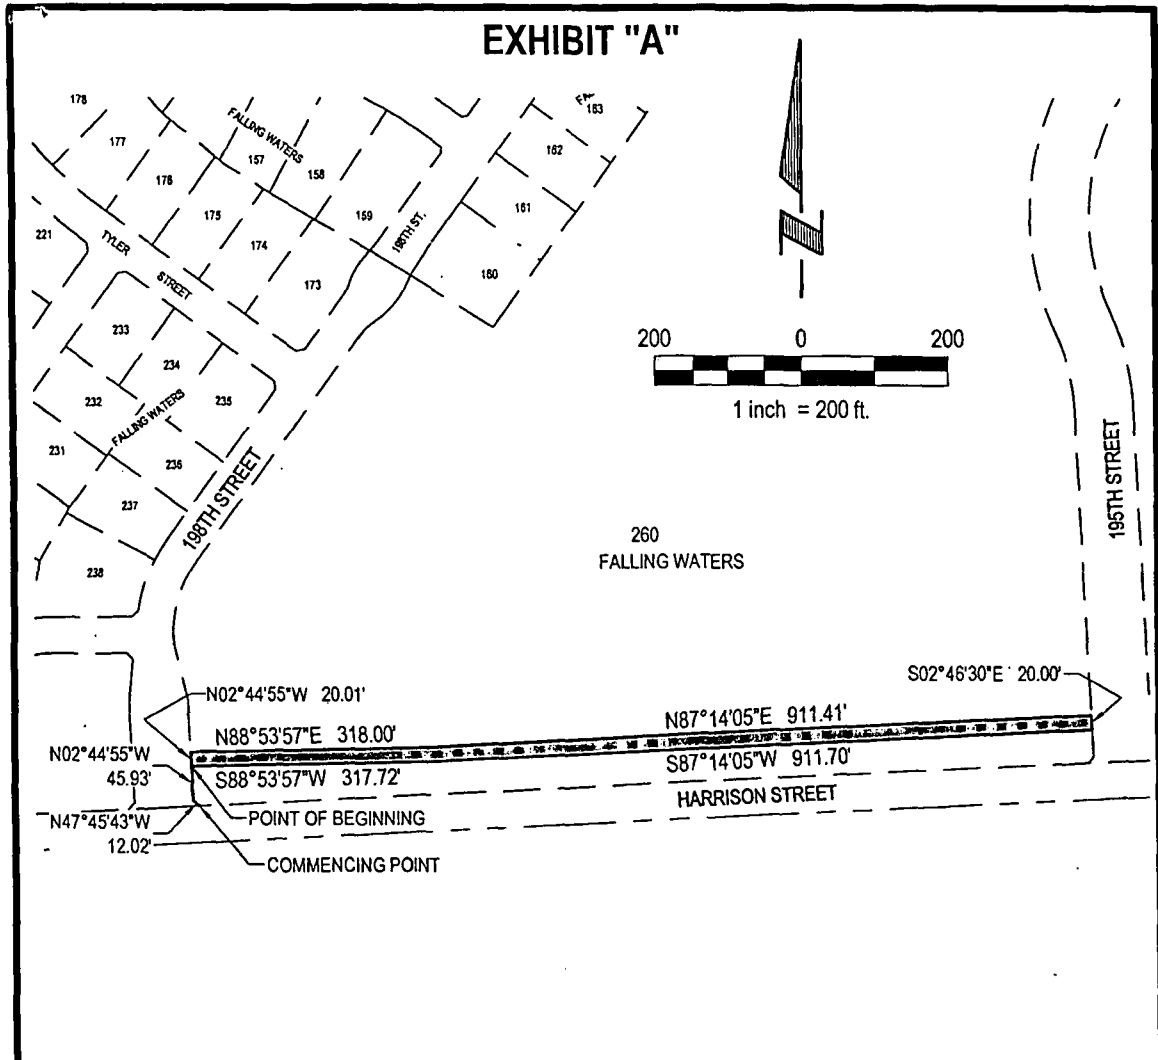 EXHIBIT "A"
178
177
176
175
174
173
FALLING WATERS
157
158
159
198TH ST.
163
162
161
160
221
TYLER
STREET
233
234
235
232
FALLING WATERS
231
236
237
238
198TH STREET
200 0 200
1 inch = 200 ft.
195TH STREET
260
FALLING WATERS
S02°46'30"E 20.00'
N02°44'55"W 20.01'
N88°53'57"E 318.00'
N87°14'05"E 911.41'
N02°44'55"W
45.93'
S88°53'57"W 317.72'
S87°14'05"W 911.70'
HARRISON STREET
N47°45'43"W
12.02'
POINT OF BEGINNING
COMMENCING POINT